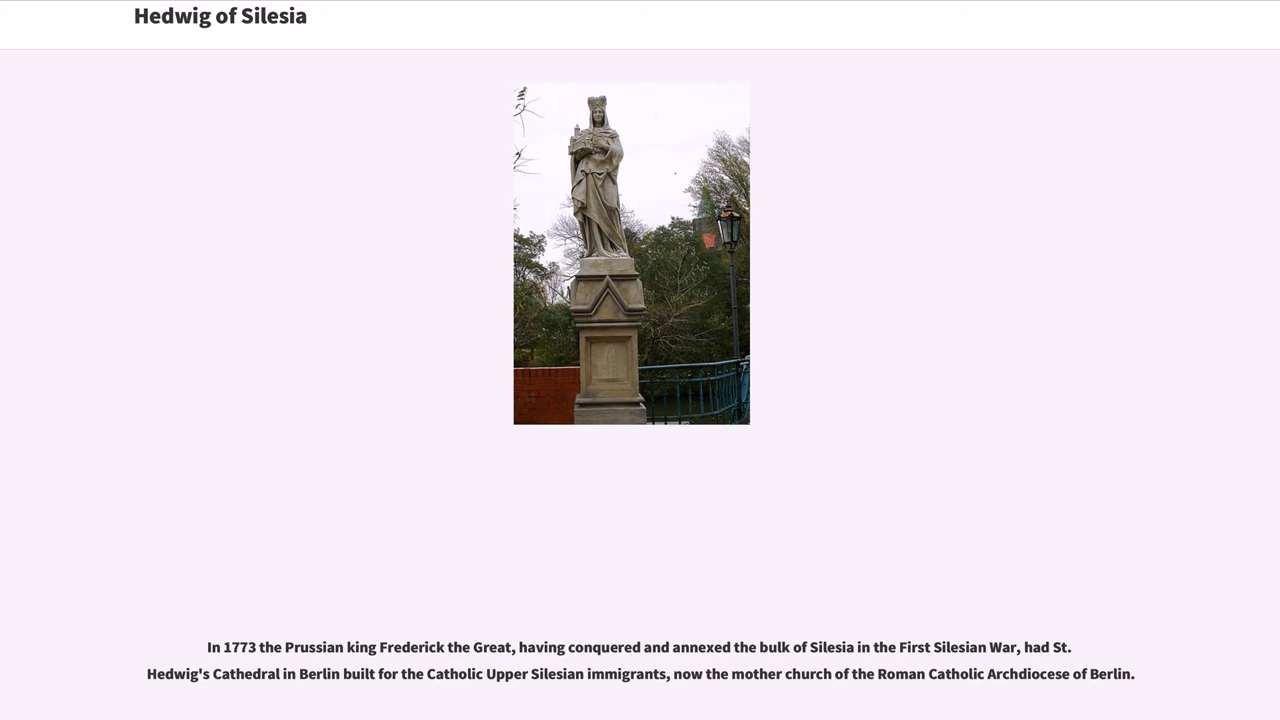 Hedwig of Silesia
In 1773 the Prussian king Frederick the Great, having conquered and annexed the bulk of Silesia in the First Silesian War, had St.
Hedwig's Cathedral in Berlin built for the Catholic Upper Silesian immigrants, now the mother church of the Roman Catholic Archdiocese of Berlin.